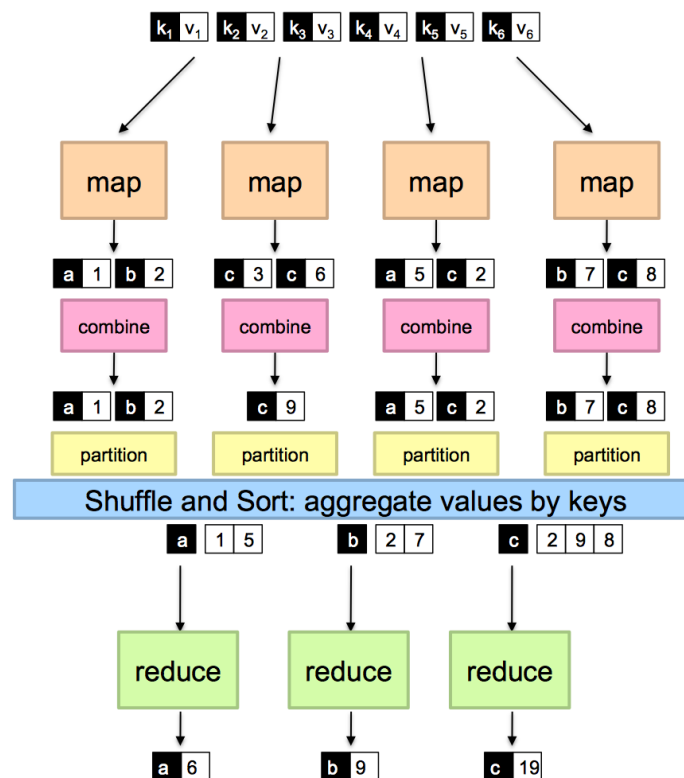 k1 v1 k2 v2 k3 v3 k4 v4 k5 v5 k6 v6
map map map map
a 1 b 2 c 3 c 6 a 5 c 2 b 7 c 8
combine combine combine combine
a 1 b 2 c 9 a 5 c 2 b 7 c 8
partition partition partition partition
Shuffle and Sort: aggregate values by keys
a 1 5 b 2 7 c 2 9 8
reduce reduce reduce
a 6 b 9 c 19